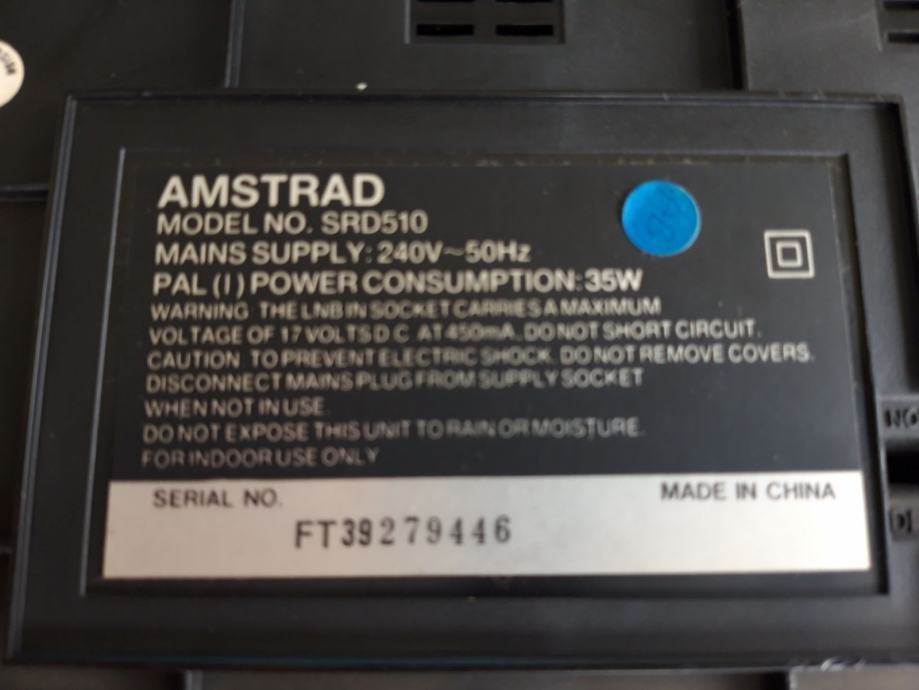 AMSTRAD
MODEL NO. SRD510
MAINS SUPPLY: 240V~50Hz
PAL (I) POWER CONSUMPTION: 35W
WARNING THE LNB IN SOCKET CARRIES A MAXIMUM
VOLTAGE OF 17 VOLTS D C AT 450mA. DO NOT SHORT CIRCUIT.
CAUTION TO PREVENT ELECTRIC SHOCK. DO NOT REMOVE COVERS.
DISCONNECT MAINS PLUG FROM SUPPLY SOCKET
WHEN NOT IN USE.
DO NOT EXPOSE THIS UNIT TO RAIN OR MOISTURE.
FOR INDOOR USE ONLY
SERIAL NO. MADE IN CHINA
FT39279446